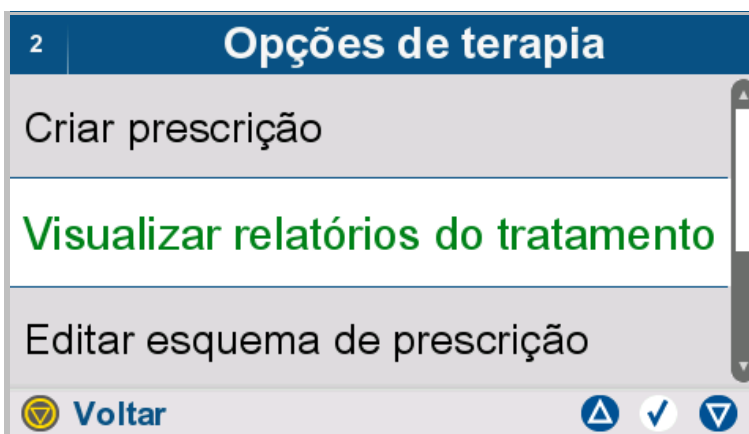 2 Opções de terapia
Criar prescrição
Visualizar relatórios do tratamento
Editar esquema de prescrição
Voltar